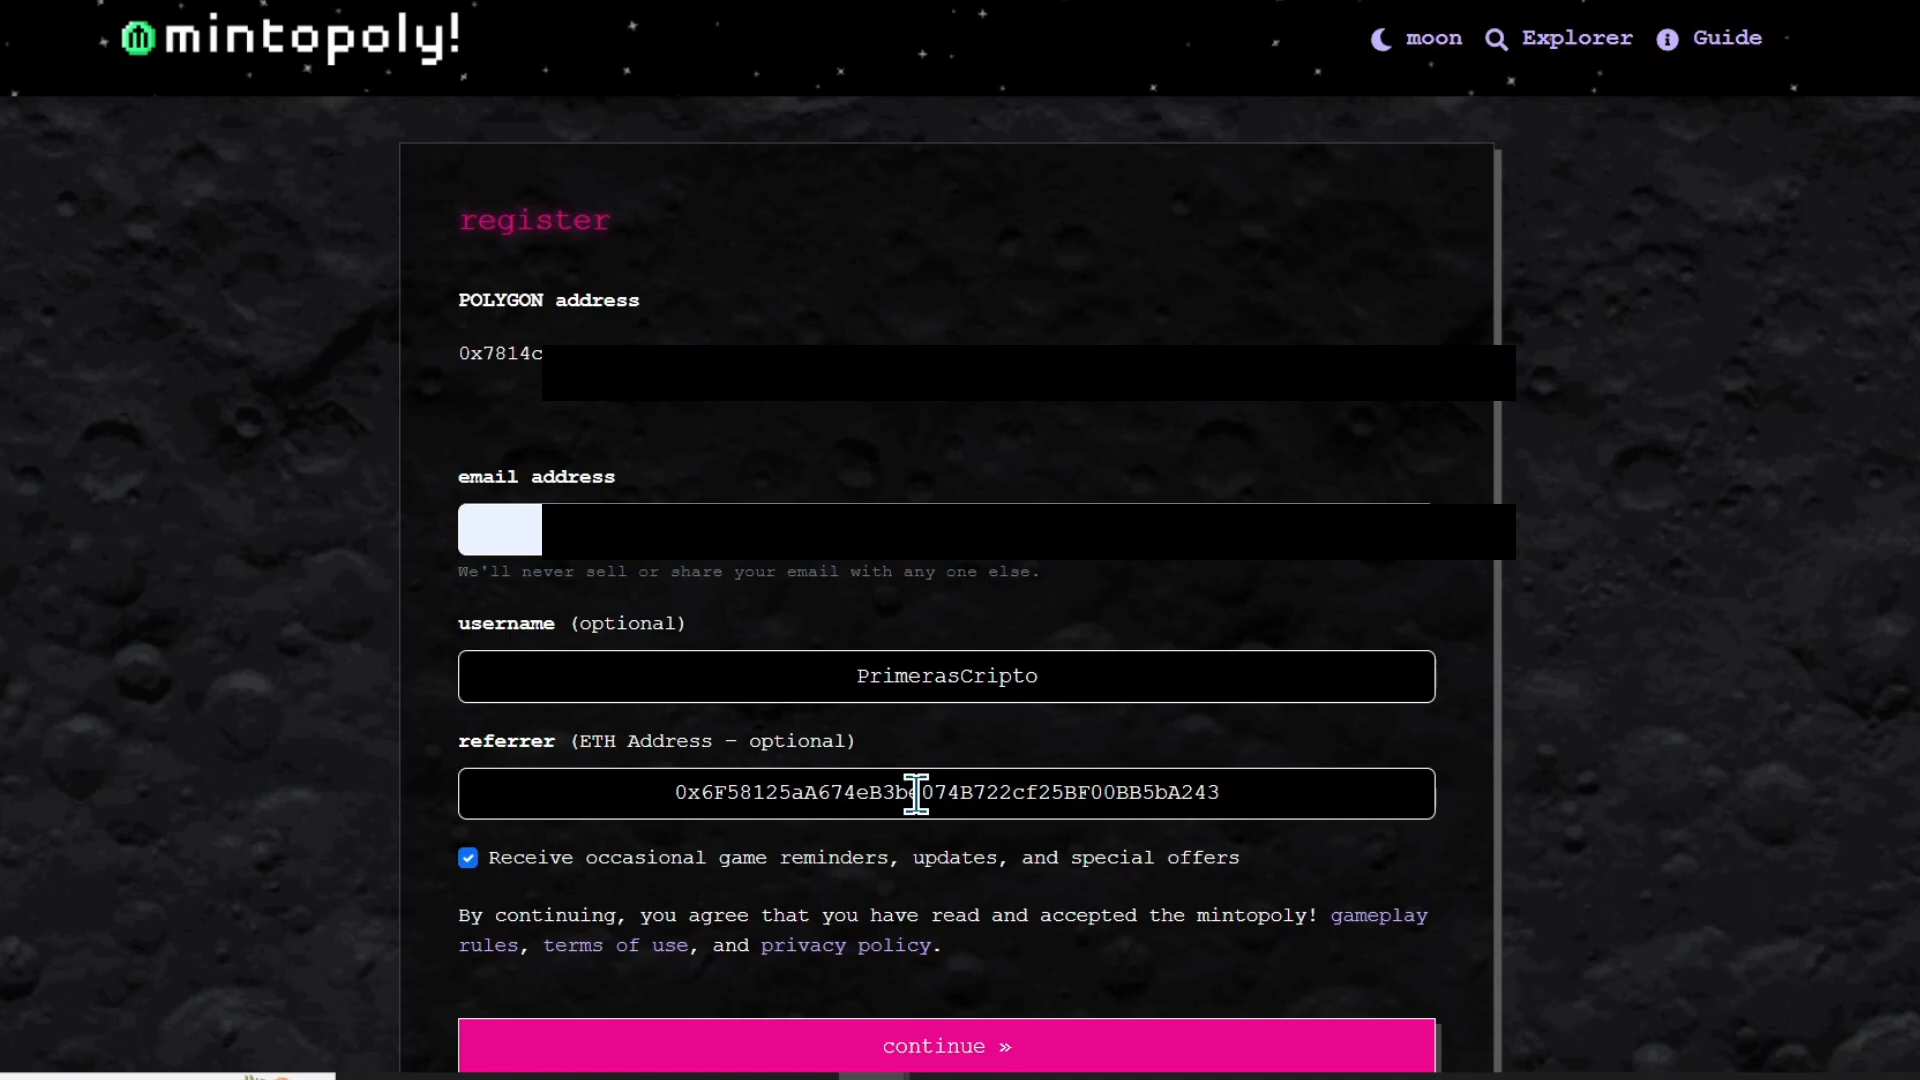 mintopoly!
moon Explorer Guide
register
POLYGON address
0x7814c
email address
We'll never sell or share your email with any one else.
username (optional)
PrimerasCripto
referrer (ETH Address - optional)
0x6F58125aA674eB3be074B722cf25BF00BB5bA243
Receive occasional game reminders, updates, and special offers
By continuing, you agree that you have read and accepted the mintopoly! gameplay
rules, terms of use, and privacy policy.
continue »